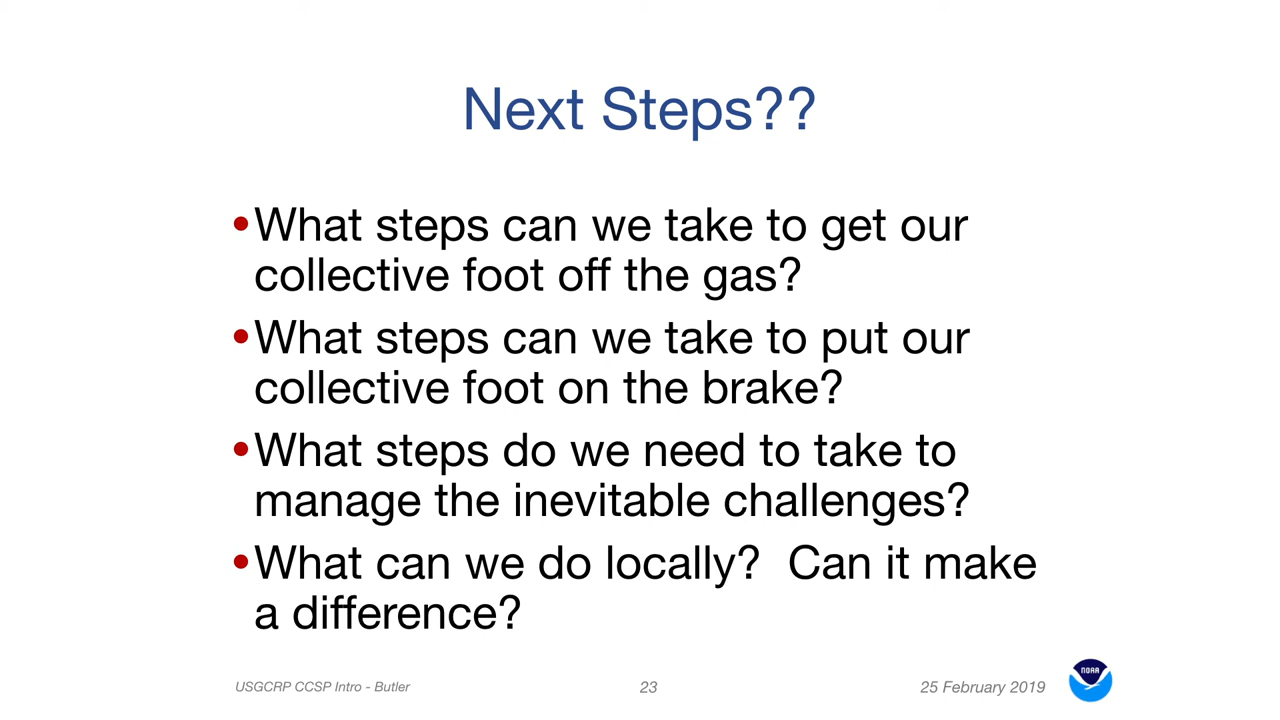 Next Steps??
•What steps can we take to get our
collective foot off the gas?
•What steps can we take to put our
collective foot on the brake?
•What steps do we need to take to
manage the inevitable challenges?
•What can we do locally?  Can it make
a difference?
USGCRP CCSP Intro - Butler
23
25 February 2019
NOAA